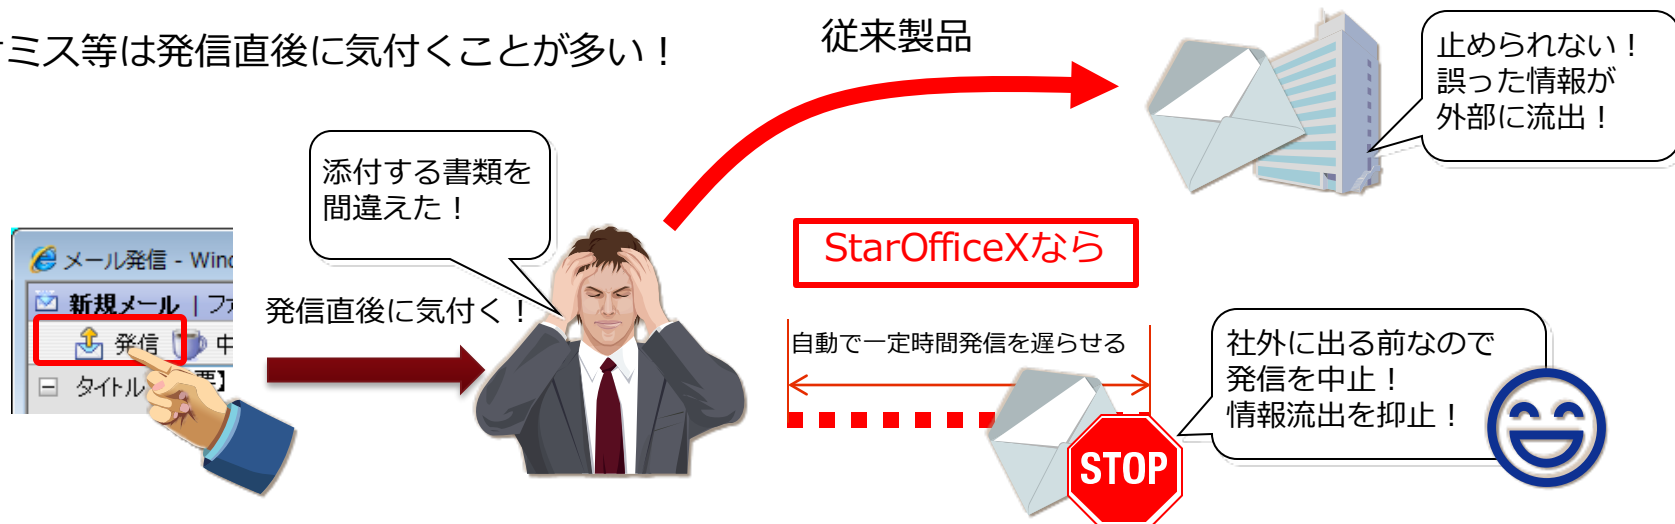 ミス等は発信直後に気付くことが多い！
従来製品
止められない！
誤った情報が
外部に流出！
添付する書類を
間違えた！
StarOfficeXなら
メール発信 - Wind
新規メール | ファ
発信 中
タイトル 要】
発信直後に気付く！
自動で一定時間発信を遅らせる
社外に出る前なので
発信を中止！
情報流出を抑止！
STOP